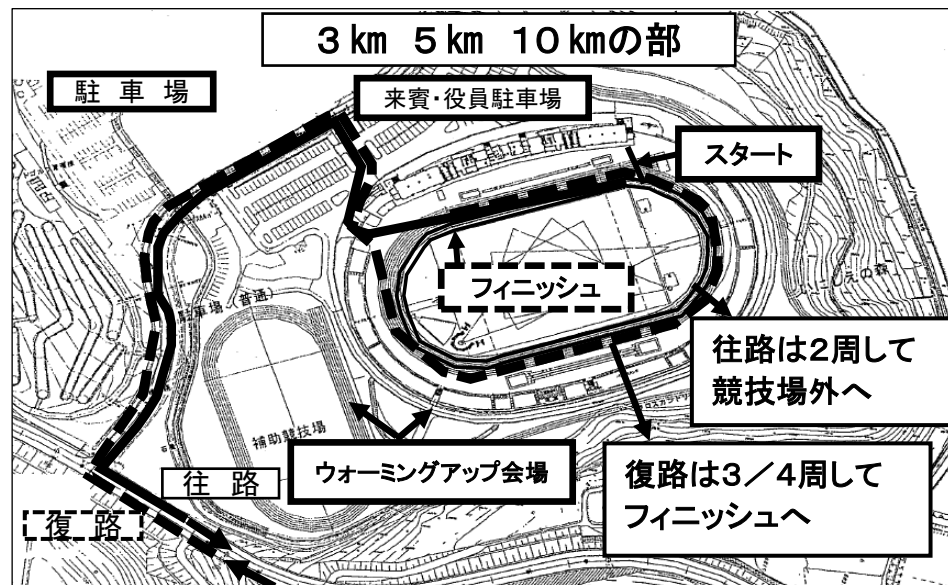 ３㎞ ５㎞ 10㎞の部
駐 車 場
来賓・役員駐車場
スタート
フィニッシュ
えの森
駐車場（普通）
往路は２周して
競技場外へ
補助競技場
ウォーミングアップ会場
往 路
復路は３／４周して
フィニッシュへ
復 路